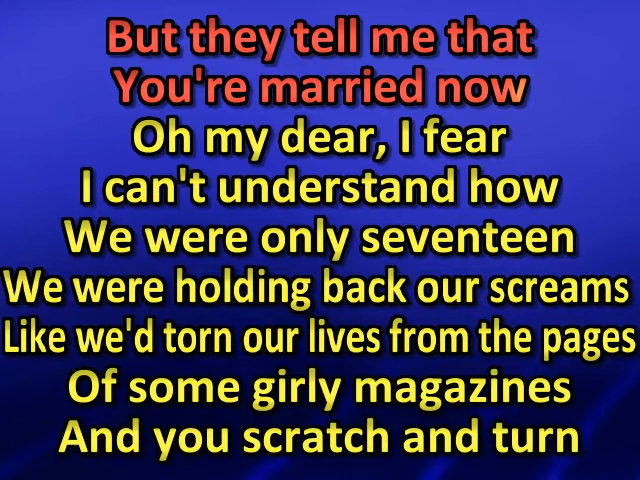 But they tell me that
You're married now
Oh my dear, I fear
I can't understand how
We were only seventeen
We were holding back our screams
Like we'd torn our lives from the pages
Of some girly magazines
And you scratch and turn